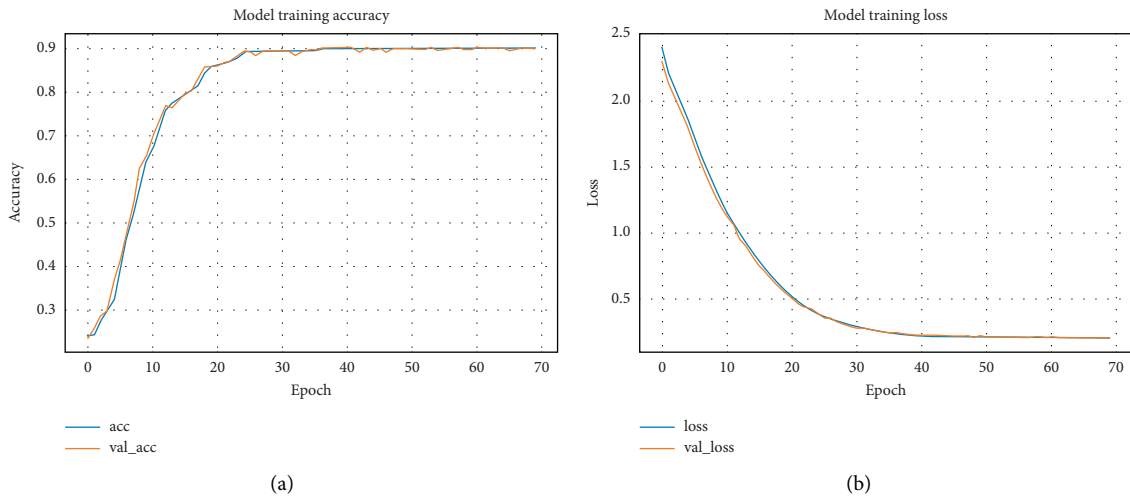 Model training accuracy
Accuracy
0.9
0.8
0.7
0.6
0.5
0.4
0.3
0 10 20 30 40 50 60 70
Epoch
acc
val_acc
(a)
Model training loss
Loss
2.5
2.0
1.5
1.0
0.5
0 10 20 30 40 50 60 70
Epoch
loss
val_loss
(b)